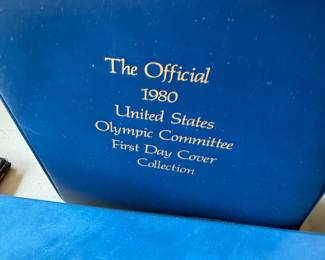 The Official
1980
United States
Olympic Committee
First Day Cover
Collection